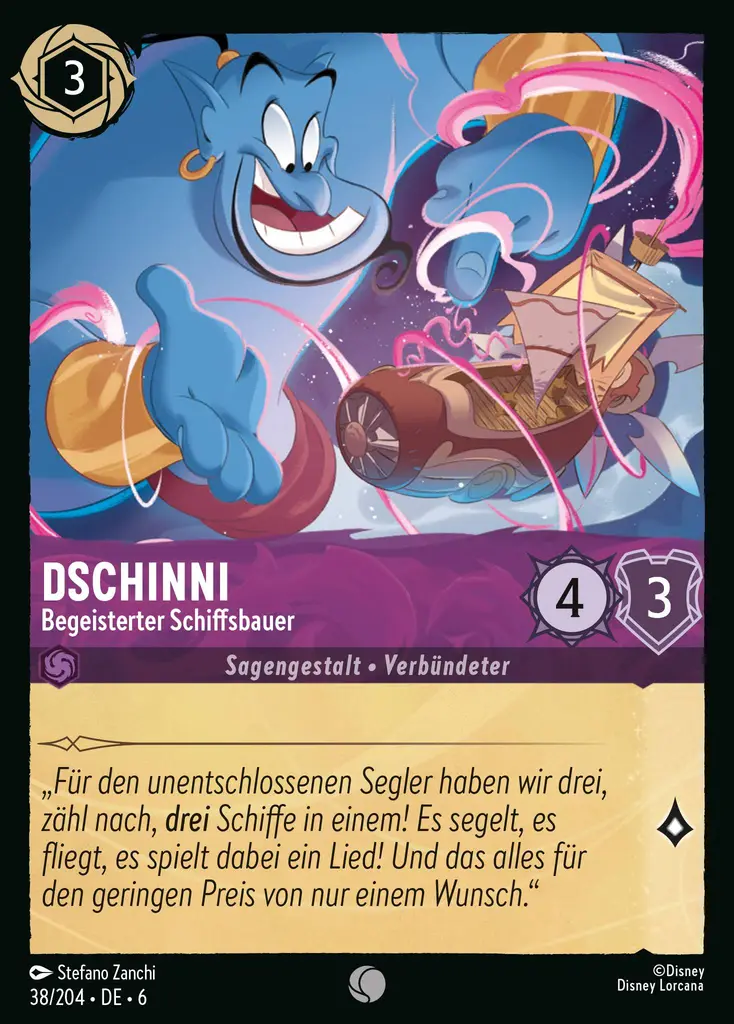 3
DSCHINNI
Begeisterter Schiffsbauer
4
3
Sagengestalt • Verbündeter
„Für den unentschlossenen Segler haben wir drei,
zähl nach, drei Schiffe in einem! Es segelt, es
fliegt, es spielt dabei ein Lied! Und das alles für
den geringen Preis von nur einem Wunsch.“
Stefano Zanchi
38/204 • DE • 6
©Disney
Disney Lorcana